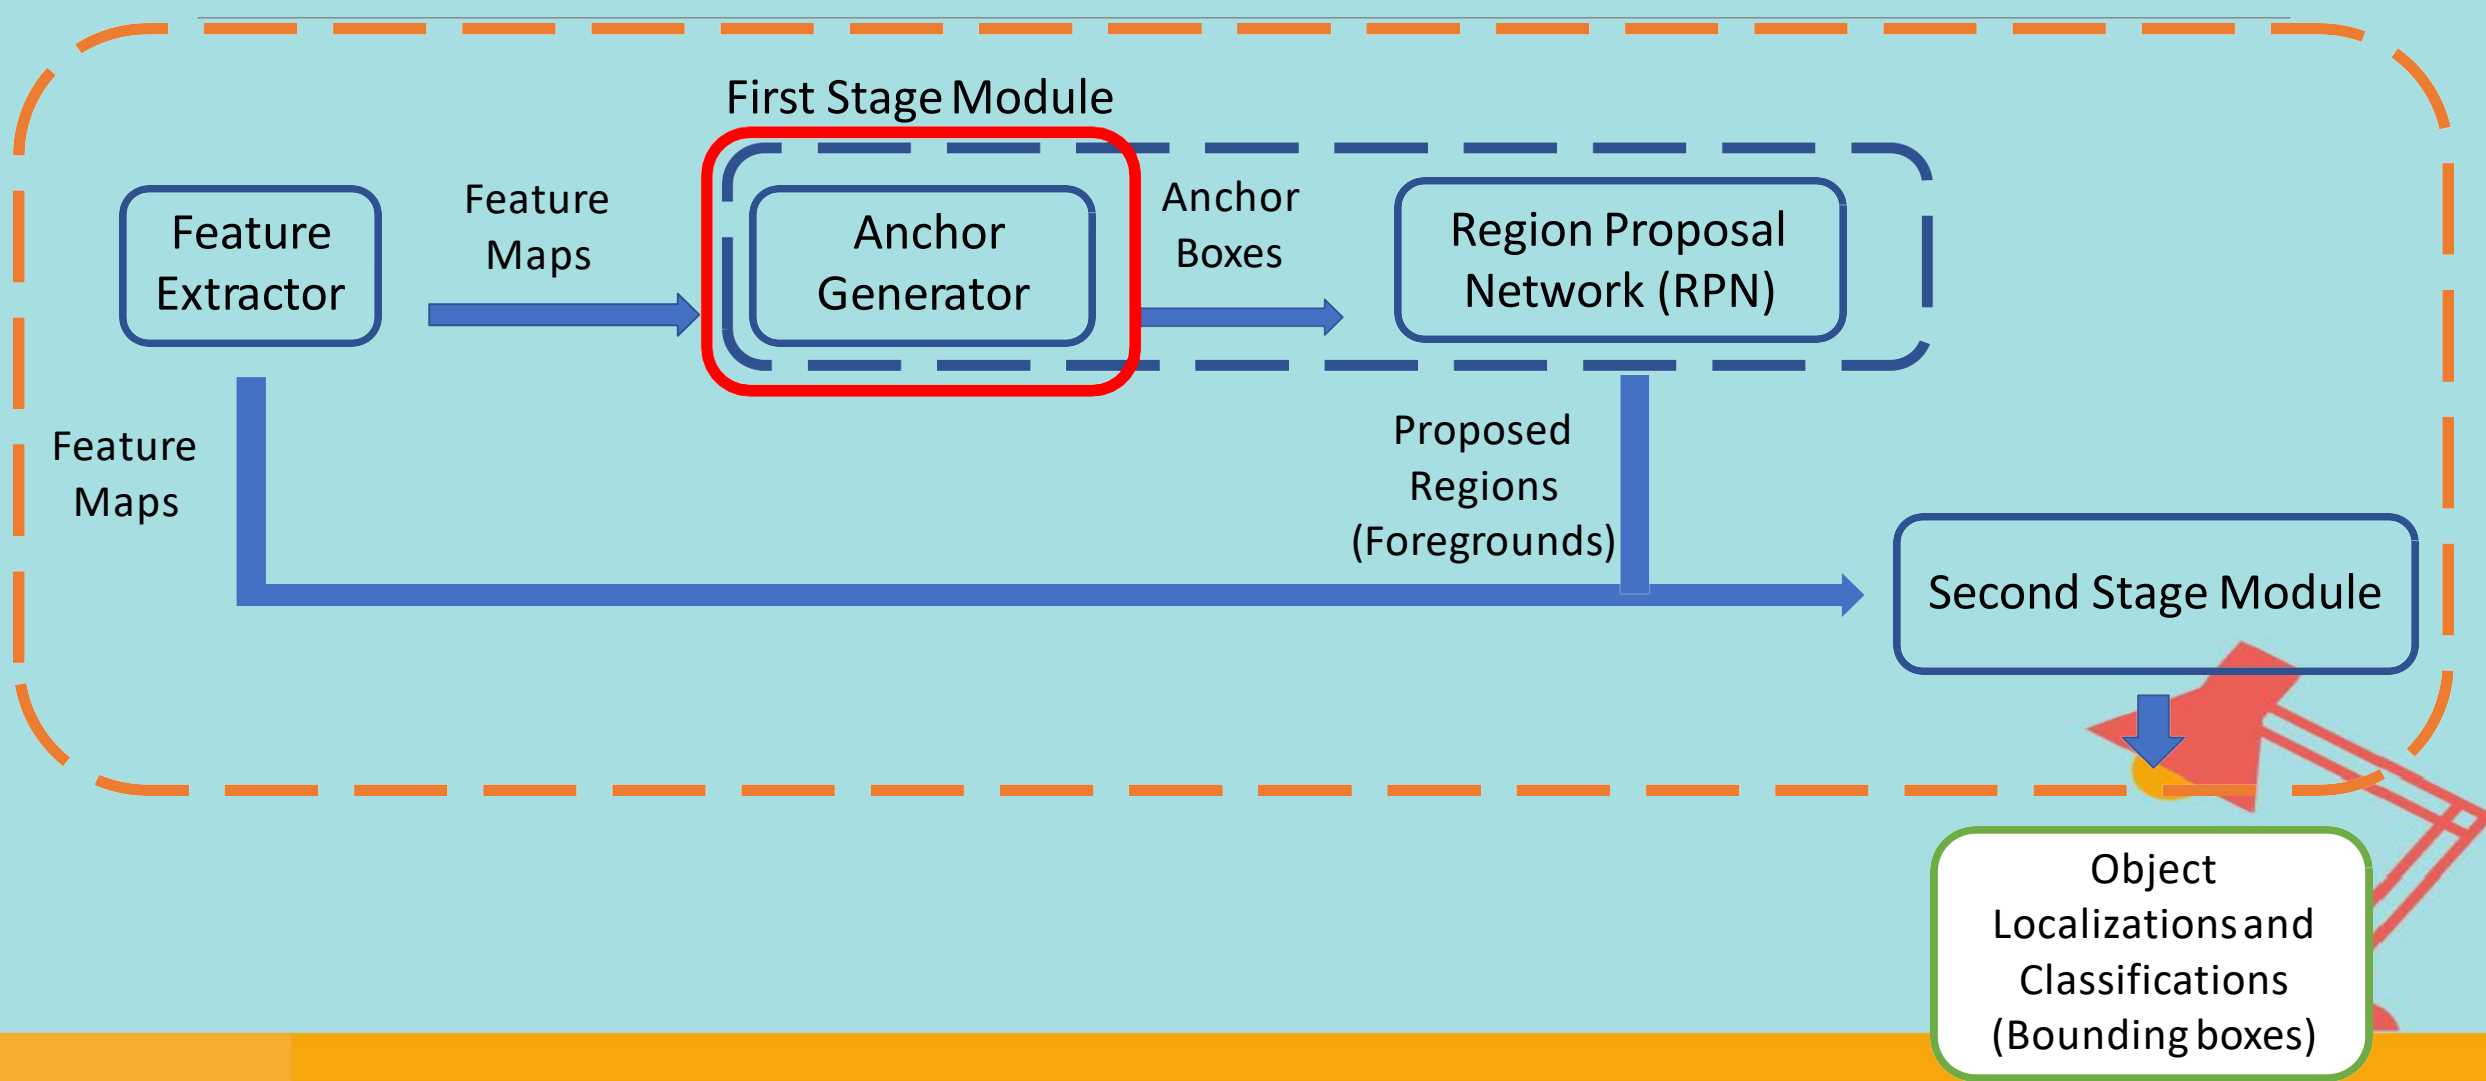 First Stage Module
Feature
Extractor
Feature
Maps
Anchor
Generator
Anchor
Boxes
Region Proposal
Network (RPN)
Feature
Maps
Proposed
Regions
(Foregrounds)
Second Stage Module
Object
Localizations and
Classifications
(Bounding boxes)